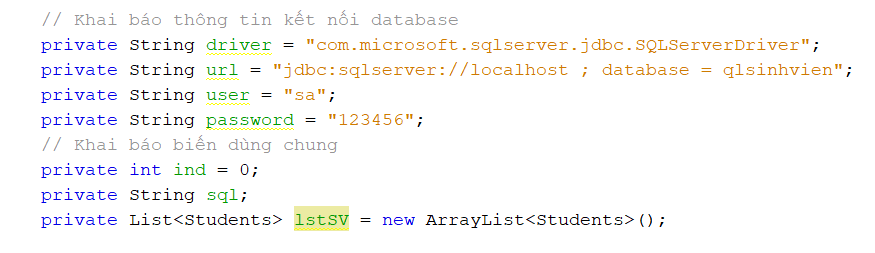 // Khai báo thông tin kết nối database
private String driver = "com.microsoft.sqlserver.jdbc.SQLServerDriver";
private String url = "jdbc:sqlserver://localhost ; database = qlsinhvien";
private String user = "sa";
private String password = "123456";
// Khai báo biến dùng chung
private int ind = 0;
private String sql;
private List<Students> lstSV = new ArrayList<Students>();